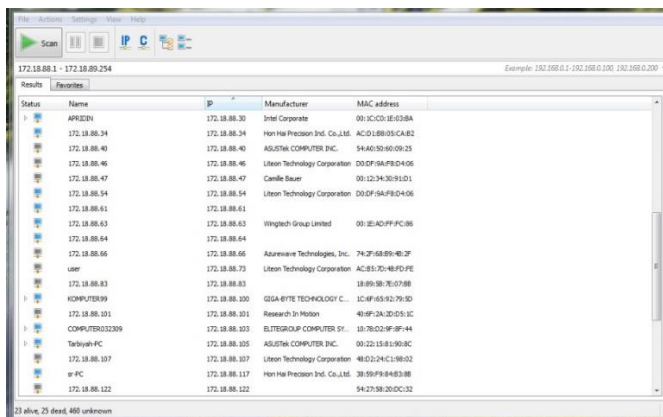 File Actions Settings View Help
Scan IP C
172.18.88.1 - 172.18.89.254 Example: 192.168.0.1-192.168.0.100, 192.168.0.200
Results Favorites
Status Name IP Manufacturer MAC address
APRIDIN 172.18.88.30 Intel Corporate 00:1C:C0:1E:03:BA
172.18.88.34 172.18.88.34 Hon Hai Precision Ind. Co.,Ltd. AC:D1:B8:05:CA:B2
172.18.88.40 172.18.88.40 ASUSTek COMPUTER INC. 54:A0:50:60:09:25
172.18.88.46 172.18.88.46 Liteon Technology Corporation D0:DF:9A:FB:D4:06
172.18.88.47 172.18.88.47 Camille Bauer 00:12:34:30:91:D1
172.18.88.54 172.18.88.54 Liteon Technology Corporation D0:DF:9A:FB:D4:06
172.18.88.61 172.18.88.61
172.18.88.63 172.18.88.63 Wingtech Group Limited 00:1E:AD:FF:FC:86
172.18.88.64 172.18.88.64
172.18.88.66 172.18.88.66 Azurewave Technologies, Inc. 74:2F:68:B9:4B:2F
user 172.18.88.73 Liteon Technology Corporation AC:B5:7D:48:FD:FE
172.18.88.83 172.18.88.83 18:89:5B:7E:07:8B
KOMPUTER99 172.18.88.100 GIGA-BYTE TECHNOLOGY C... 1C:6F:65:92:79:5D
172.18.88.101 172.18.88.101 Research In Motion 40:6F:2A:2D:D5:1C
COMPUTER032309 172.18.88.103 ELITEGROUP COMPUTER SY... 10:78:D2:9F:8F:44
Tarbiyah-PC 172.18.88.105 ASUSTek COMPUTER INC. 00:22:15:81:90:8C
172.18.88.107 172.18.88.107 Liteon Technology Corporation 48:D2:24:C1:98:02
sr-PC 172.18.88.117 Hon Hai Precision Ind. Co.,Ltd. 38:59:F9:84:B3:8B
172.18.88.122 172.18.88.122 54:27:58:20:DC:32
23 alive, 25 dead, 460 unknown